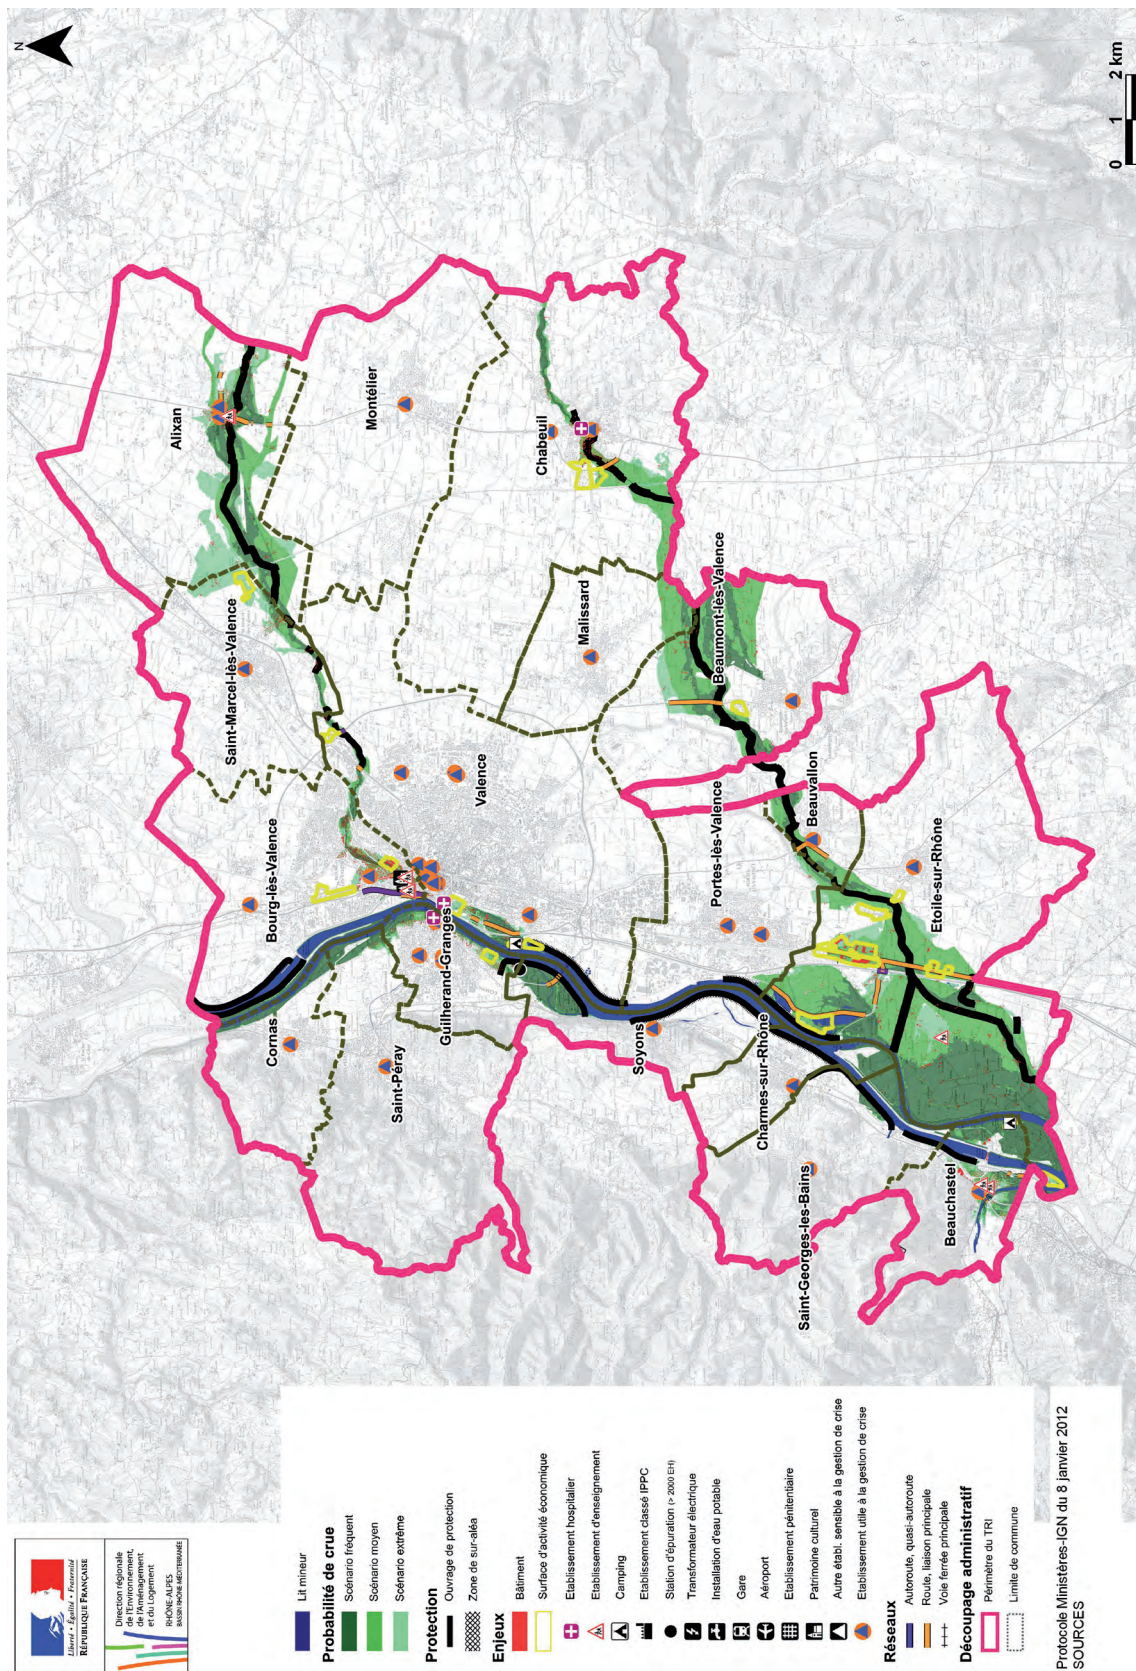 Liberté • Égalité • Fraternité
RÉPUBLIQUE FRANÇAISE
Direction régionale
de l'Environnement,
de l'Aménagement
et du Logement
RHÔNE-ALPES
BASSIN RHÔNE-MÉDITERRANÉE
Lit mineur
Probabilité de crue
Scénario fréquent
Scénario moyen
Scénario extrême
Protection
Ouvrage de protection
Zone de sur-aléa
Enjeux
Bâtiment
Surface d'activité économique
Etablissement hospitalier
Etablissement d'enseignement
Camping
Etablissement classé IPPC
Station d'épuration (> 2000 EH)
Transformateur électrique
Installation d'eau potable
Gare
Aéroport
Etablissement pénitentiaire
Patrimoine culturel
Autre établ. sensible à la gestion de crise
Etablissement utile à la gestion de crise
Réseaux
Autoroute, quasi-autoroute
Route, liaison principale
Voie ferrée principale
Découpage administratif
Périmètre du TRI
Limite de commune
Protocole Ministères-IGN du 8 janvier 2012
SOURCES
N
Alixan
Montélier
Chabeuil
Saint-Marcel-lès-Valence
Malissard
Beaumont-lès-Valence
Bourg-lès-Valence
Valence
Portes-lès-Valence
Beauvallon
Etoile-sur-Rhône
Cornas
Saint-Péray
Guilherand-Granges
Soyons
Charmes-sur-Rhône
Saint-Georges-les-Bains
Beauchastel
0 1 2 km